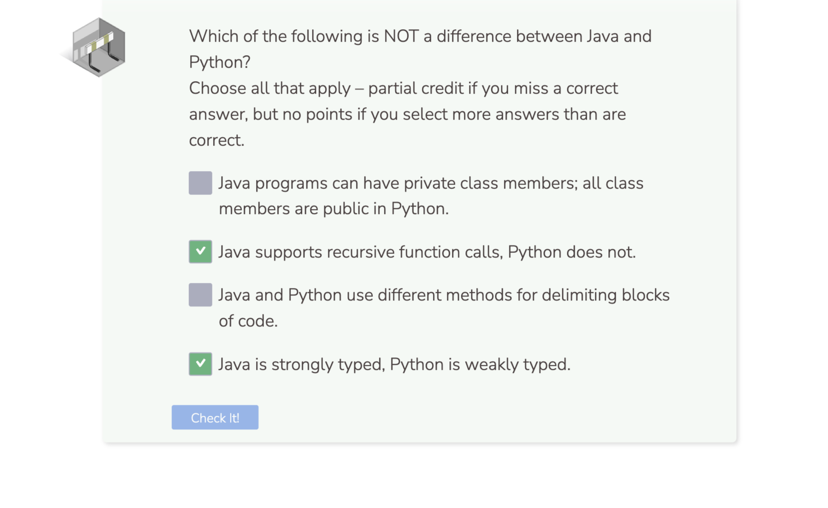 Which of the following is NOT a difference between Java and
Python?
Choose all that apply – partial credit if you miss a correct
answer, but no points if you select more answers than are
correct.
Java programs can have private class members; all class
members are public in Python.
Java supports recursive function calls, Python does not.
Java and Python use different methods for delimiting blocks
of code.
Java is strongly typed, Python is weakly typed.
Check It!